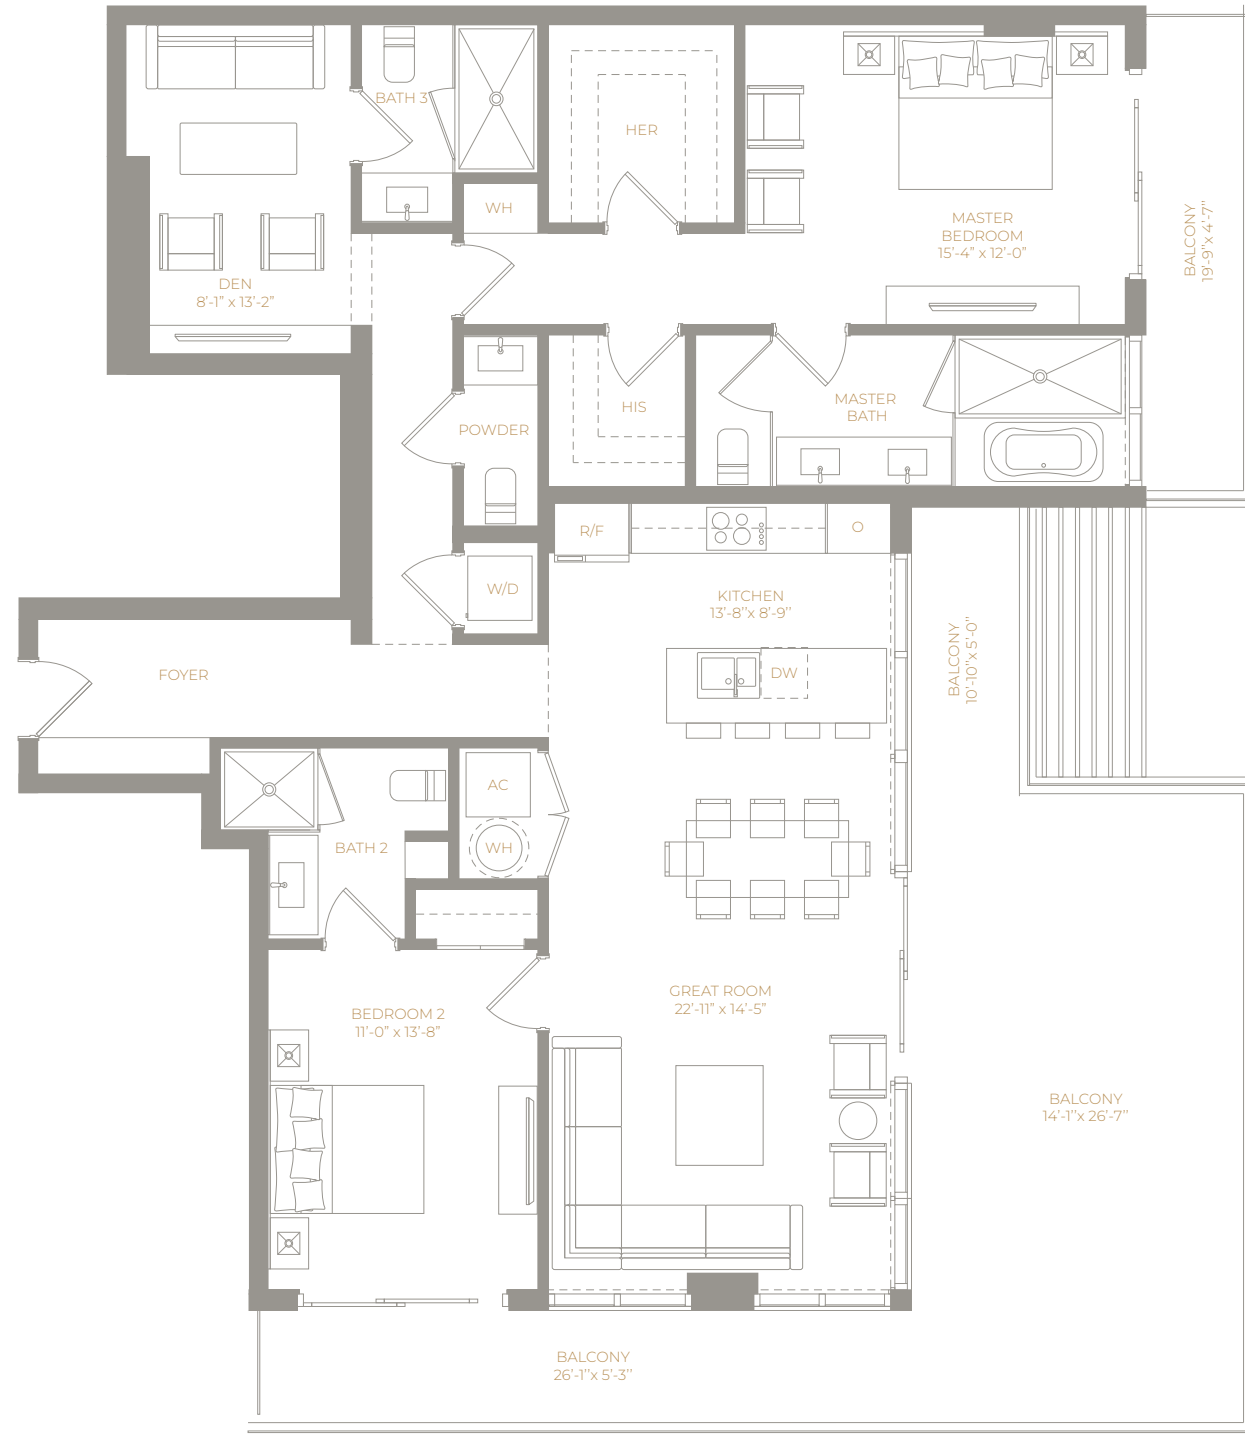 BATH 3
HER
WH
MASTER
BEDROOM
15'-4" x 12'-0"
BALCONY
19'-9"x 4'-7"
DEN
8'-1" x 13'-2"
HIS
MASTER
BATH
POWDER
R/F
O
W/D
KITCHEN
13'-8"x 8'-9"
BALCONY
10'-10"x 5'-0"
FOYER
DW
AC
WH
BATH 2
GREAT ROOM
22'-11" x 14'-5"
BEDROOM 2
11'-0" x 13'-8"
BALCONY
14'-1"x 26'-7"
BALCONY
26'-1"x 5'-3"